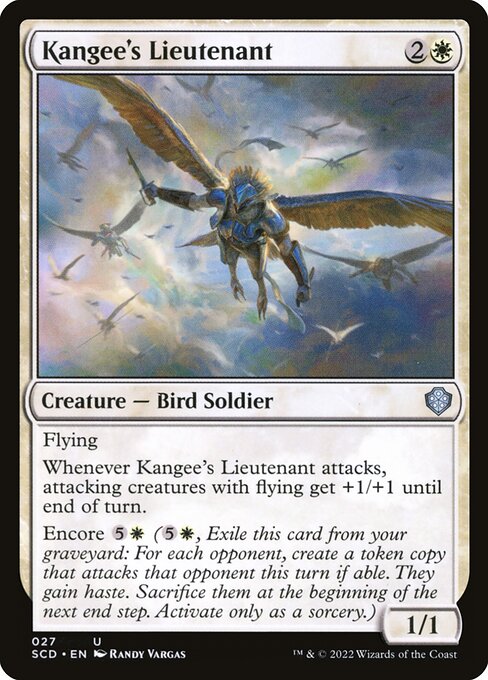 Kangee's Lieutenant 2
Creature — Bird Soldier
Flying
Whenever Kangee's Lieutenant attacks,
attacking creatures with flying get +1/+1 until
end of turn.
Encore 5 (5, Exile this card from your
graveyard: For each opponent, create a token copy
that attacks that opponent this turn if able. They
gain haste. Sacrifice them at the beginning of the
next end step. Activate only as a sorcery.)
1/1
027 U
SCD • EN RANDY VARGAS
™ & © 2022 Wizards of the Coast